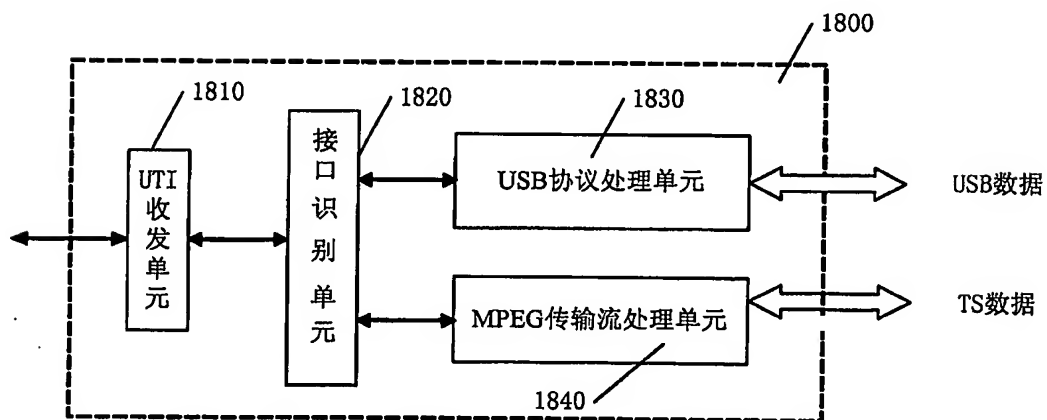 1800
1810
1820
1830
UTI
收
发
单
元
接
口
识
别
单
元
USB协议处理单元
USB数据
MPEG传输流处理单元
TS数据
1840